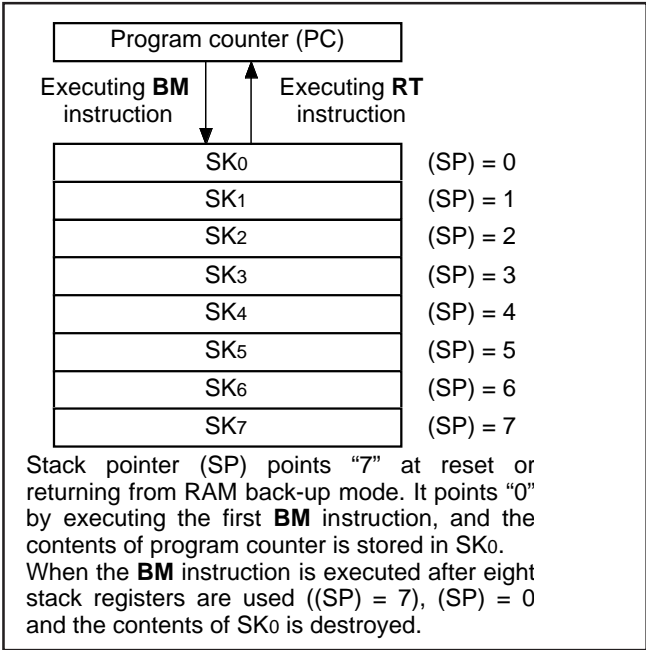 Program counter (PC)
Executing BM instruction
Executing RT instruction
SK0 (SP) = 0
SK1 (SP) = 1
SK2 (SP) = 2
SK3 (SP) = 3
SK4 (SP) = 4
SK5 (SP) = 5
SK6 (SP) = 6
SK7 (SP) = 7
Stack pointer (SP) points “7” at reset or
returning from RAM back-up mode. It points “0”
by executing the first BM instruction, and the
contents of program counter is stored in SK0.
When the BM instruction is executed after eight
stack registers are used ((SP) = 7), (SP) = 0
and the contents of SK0 is destroyed.